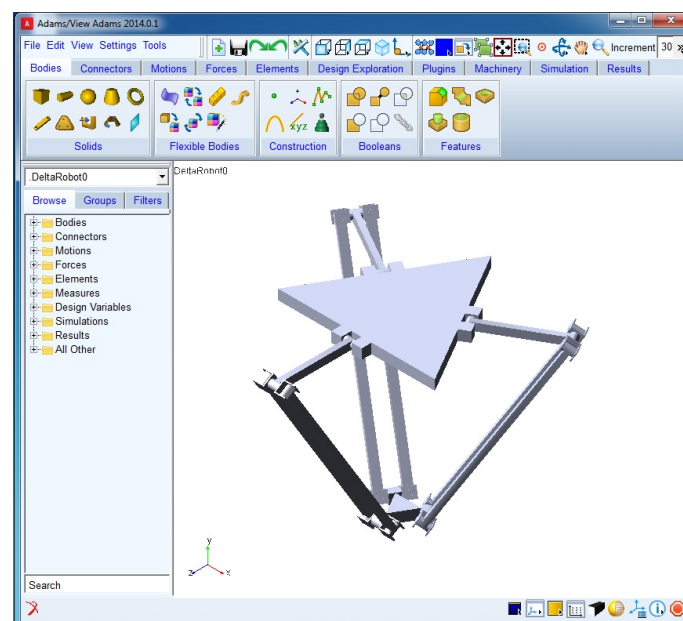 Adams/View Adams 2014.0.1
File Edit View Settings Tools
Increment 30
Bodies Connectors Motions Forces Elements Design Exploration Plugins Machinery Simulation Results
xyz
Solids Flexible Bodies Construction Booleans Features
.DeltaRobot0
DeltaRobot0
Browse Groups Filters
Bodies
Connectors
Motions
Forces
Elements
Measures
Design Variables
Simulations
Results
All Other
y
z x
Search